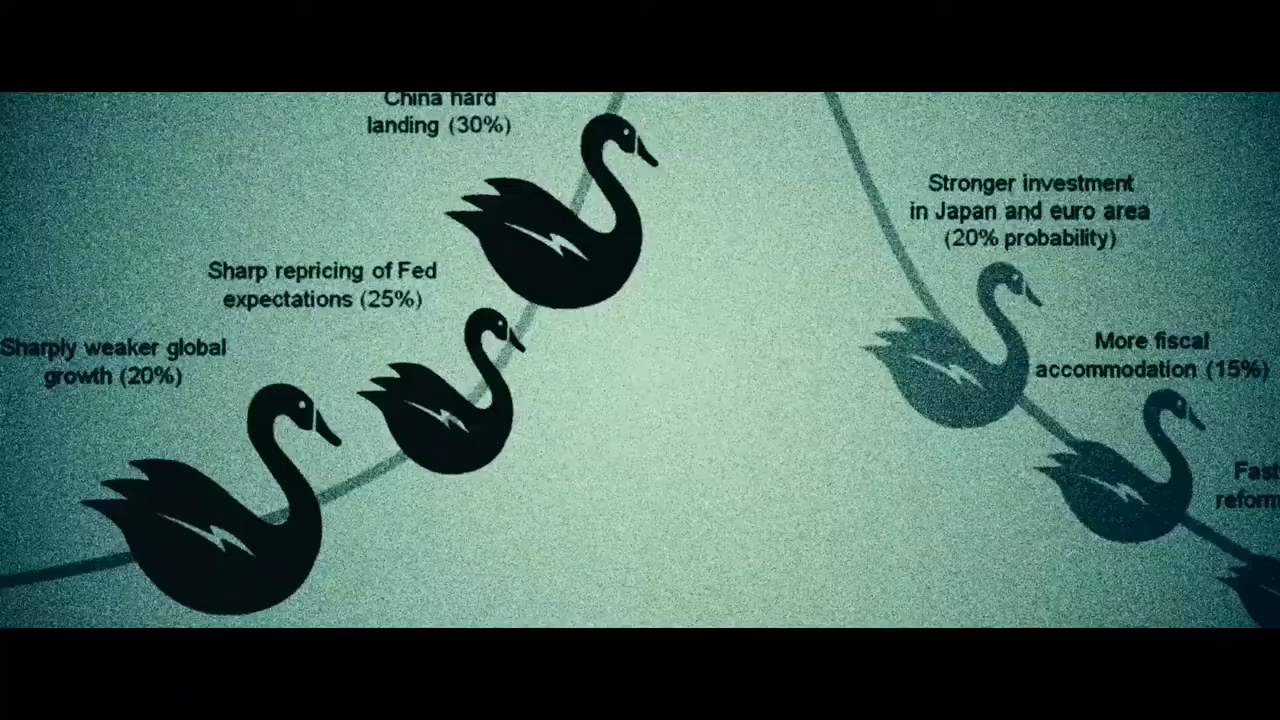 China hard
landing (30%)
Stronger investment
in Japan and euro area
(20% probability)
Sharp repricing of Fed
expectations (25%)
Sharply weaker global
growth (20%)
More fiscal
accommodation (15%)